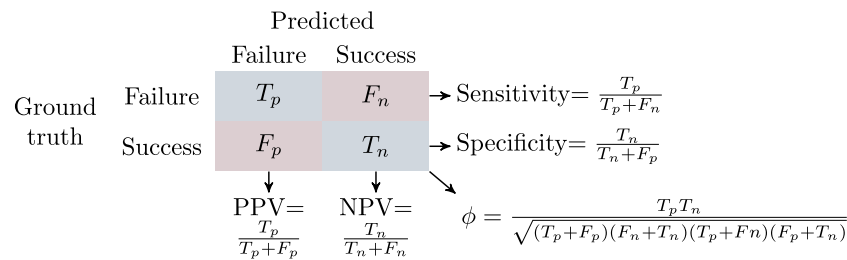 Predicted
Failure Success
Ground truth
Failure T_p F_n Sensitivity= \frac{T_p}{T_p+F_n}
Success F_p T_n Specificity= \frac{T_n}{T_n+F_p}
PPV= \frac{T_p}{T_p+F_p}
NPV= \frac{T_n}{T_n+F_n}
ϕ = \frac{T_p T_n}{\sqrt{(T_p+F_p)(F_n+T_n)(T_p+Fn)(F_p+T_n)}}